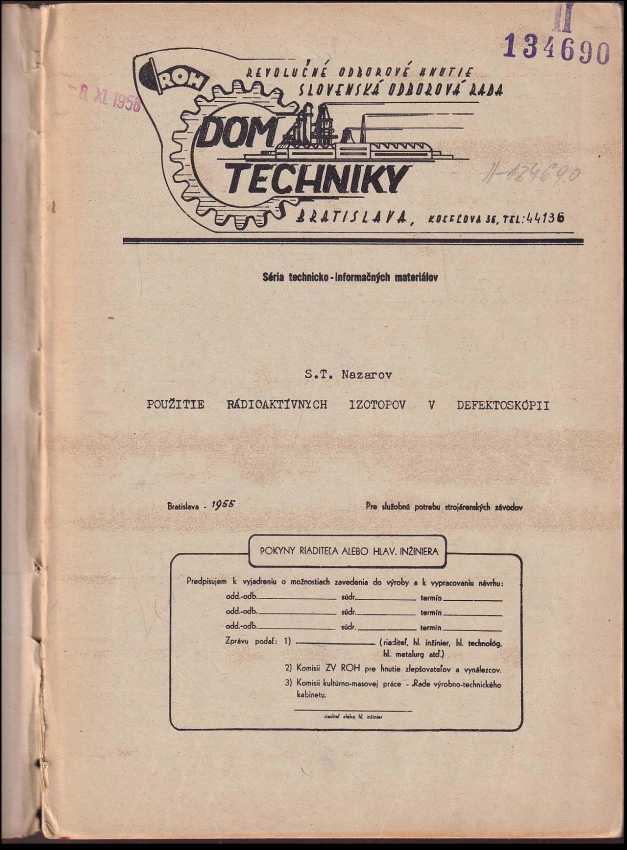 II
134690
8 XI. 1958
ROH
REVOLUČNÉ ODBOROVÉ HNUTIE
SLOVENSKÁ ODBOROVÁ RADA
DOM
TECHNIKY
II-134690
BRATISLAVA, KOCEĽOVA 36, TEL: 44136
Séria technicko-informačných materiálov
S.T. Nazarov
POUŽITIE RÁDIOAKTÍVNYCH IZOTOPOV V DEFEKTOSKÓPII
Bratislava - 1955 Pre služobnú potrebu strojárenských závodov
POKYNY RIADITEĽA ALEBO HLAV. INŽINIERA
Predpisujem k vyjadreniu o možnostiach zavedenia do výroby a k vypracovaniu návrhu:
odd.-odb. súdr. termín
odd.-odb. súdr. termín
odd.-odb. súdr. termín
Zprávu podať: 1) (riaditeľ, hl. inžinier, hl. technológ,
hl. metalurg atď.)
2) Komisii ZV ROH pre hnutie zlepšovateľov a vynálezcov.
3) Komisii kultúrno-masovej práce - Rade výrobno-technického
kabinetu.
riaditeľ alebo hl. inžinier